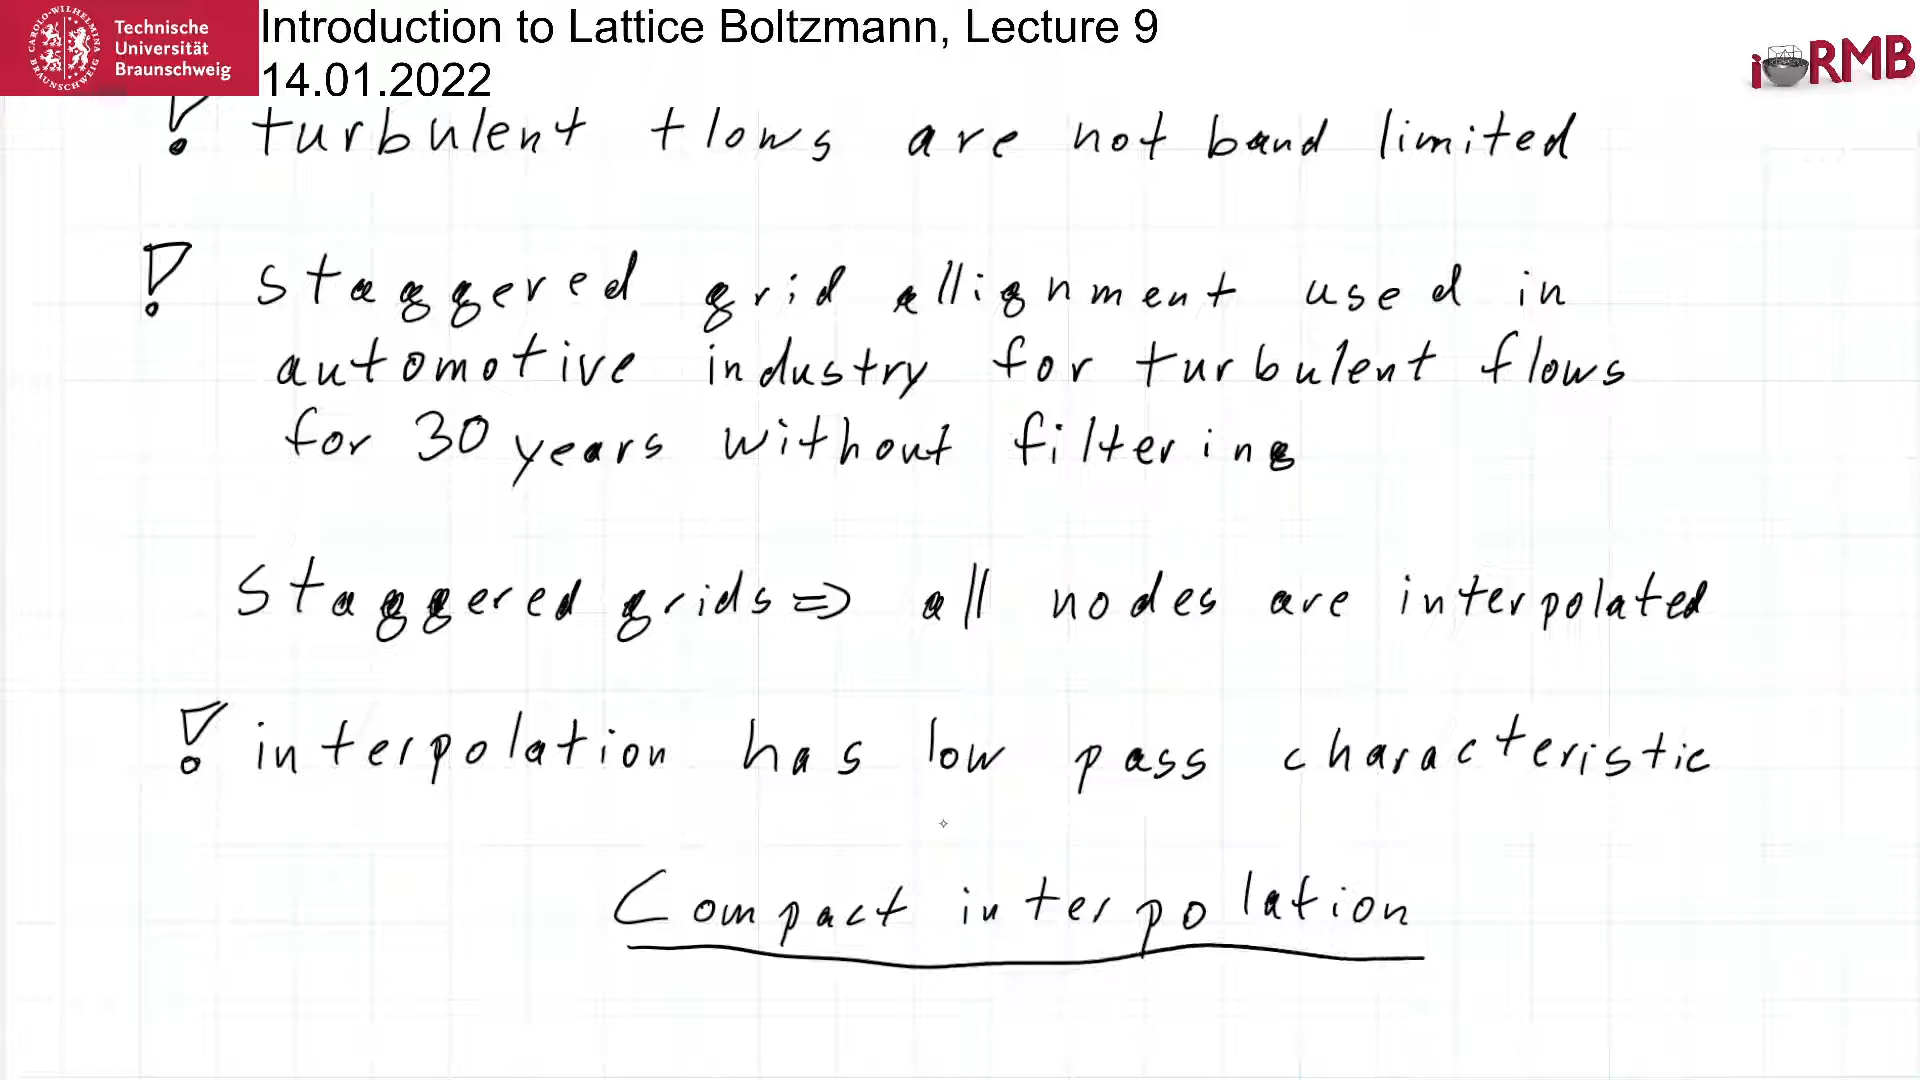 Technische
Universität
Braunschweig
Introduction to Lattice Boltzmann, Lecture 9
14.01.2022
iRMB
! turbulent flows are not band limited
! staggered grid allignment used in
automotive industry for turbulent flows
for 30 years without filtering
staggered grids ⇒ all nodes are interpolated
! interpolation has low pass characteristic
Compact interpolation